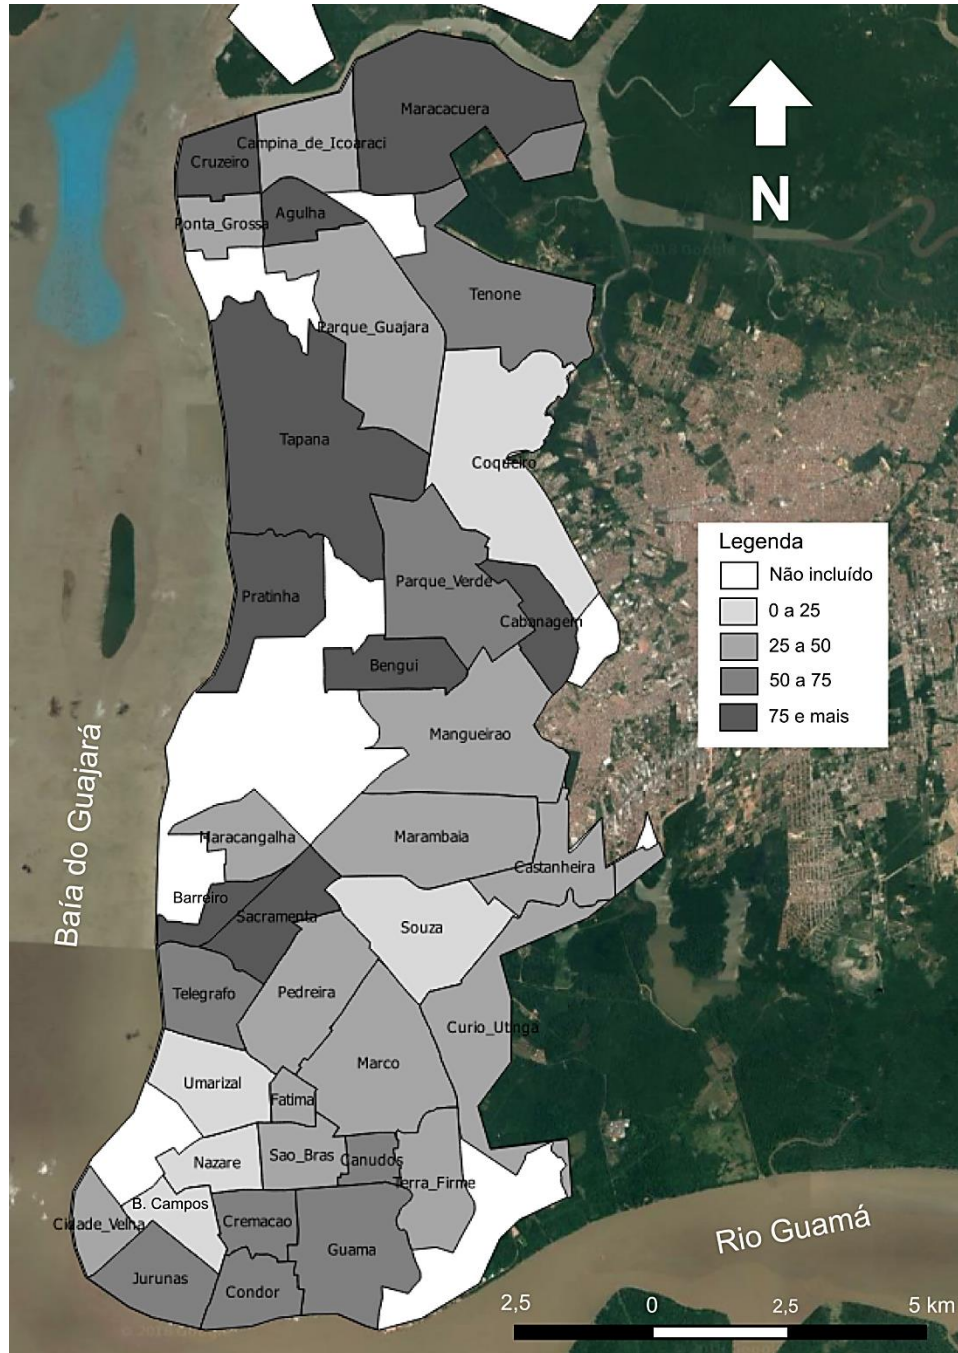 Maracacuera
Campina_de_Icoaraci
Cruzeiro
N
Agulha
Ponta_Grossa
Tenone
Parque_Guajara
Tapana
Coqueiro
Legenda
Não incluído
0 a 25
25 a 50
50 a 75
75 e mais
Parque_Verde
Pratinha
Cabanagem
Bengui
Mangueirao
Baía do Guajará
Maracangalha
Marambaia
Castanheira
Barreiro
Sacramenta
Souza
Telegrafo
Pedreira
Curio_Utinga
Marco
Umarizal
Fatima
Sao_Bras
Canudos
Nazare
Terra_Firme
B. Campos
Cidade_Velha
Cremacao
Guama
Rio Guamá
Jurunas
Condor
2,5 0 2,5 5 km